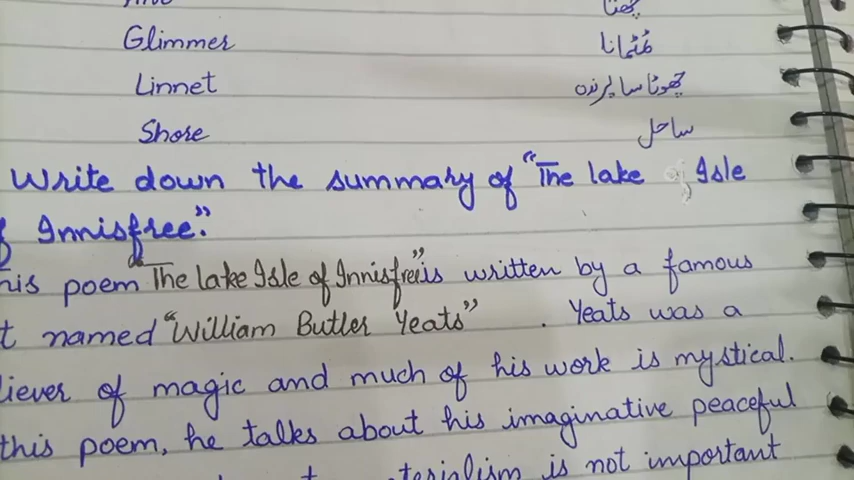 Glimmer ٹمٹمانا
Linnet چھوٹا سا پرندہ
Shore ساحل
Write down the summary of "The lake Isle
Innisfree."
his poem "The lake Isle of Innisfree" is written by a famous
t named "William Butler Yeats" . Yeats was a
liever of magic and much of his work is mystical.
this poem, he talks about his imaginative peaceful
terialism is not important